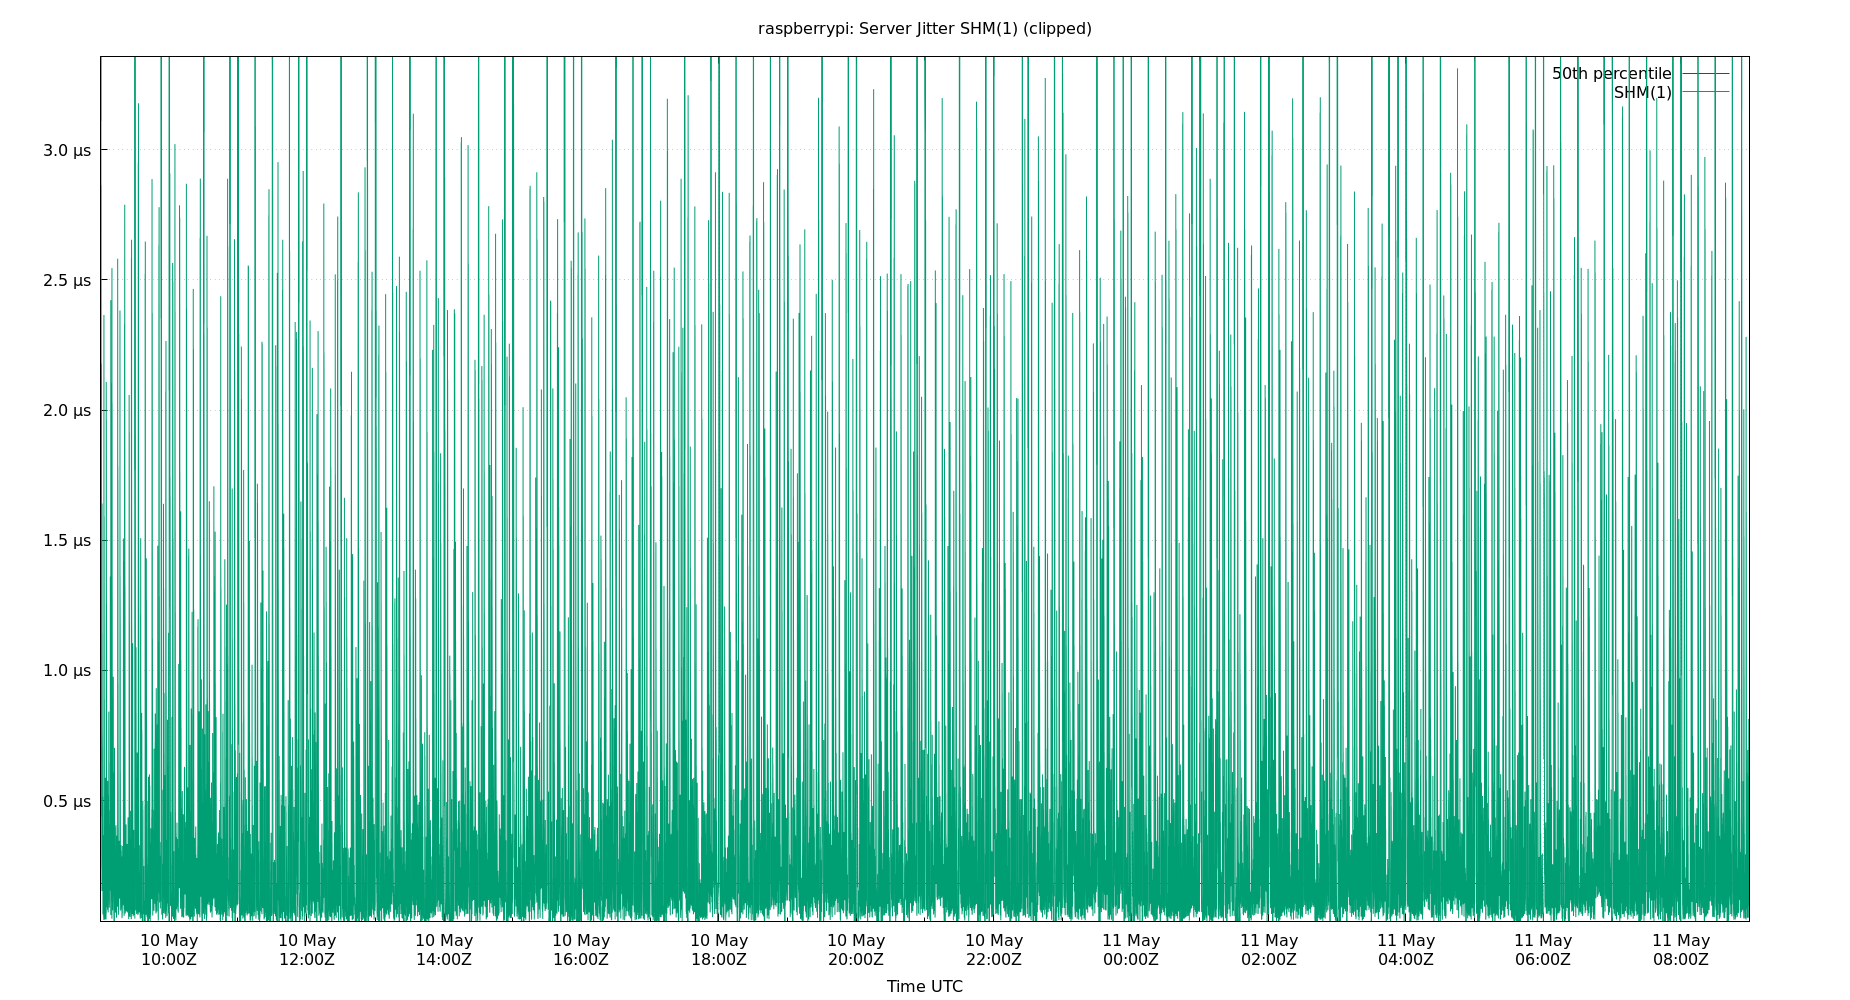 raspberrypi: Server Jitter SHM(1) (clipped)
50th percentile
SHM(1)
3.0 µs
2.5 µs
2.0 µs
1.5 µs
1.0 µs
0.5 µs
10 May 10 May 10 May 10 May 10 May 10 May 10 May 11 May 11 May 11 May 11 May 11 May
10:00Z 12:00Z 14:00Z 16:00Z 18:00Z 20:00Z 22:00Z 00:00Z 02:00Z 04:00Z 06:00Z 08:00Z
Time UTC